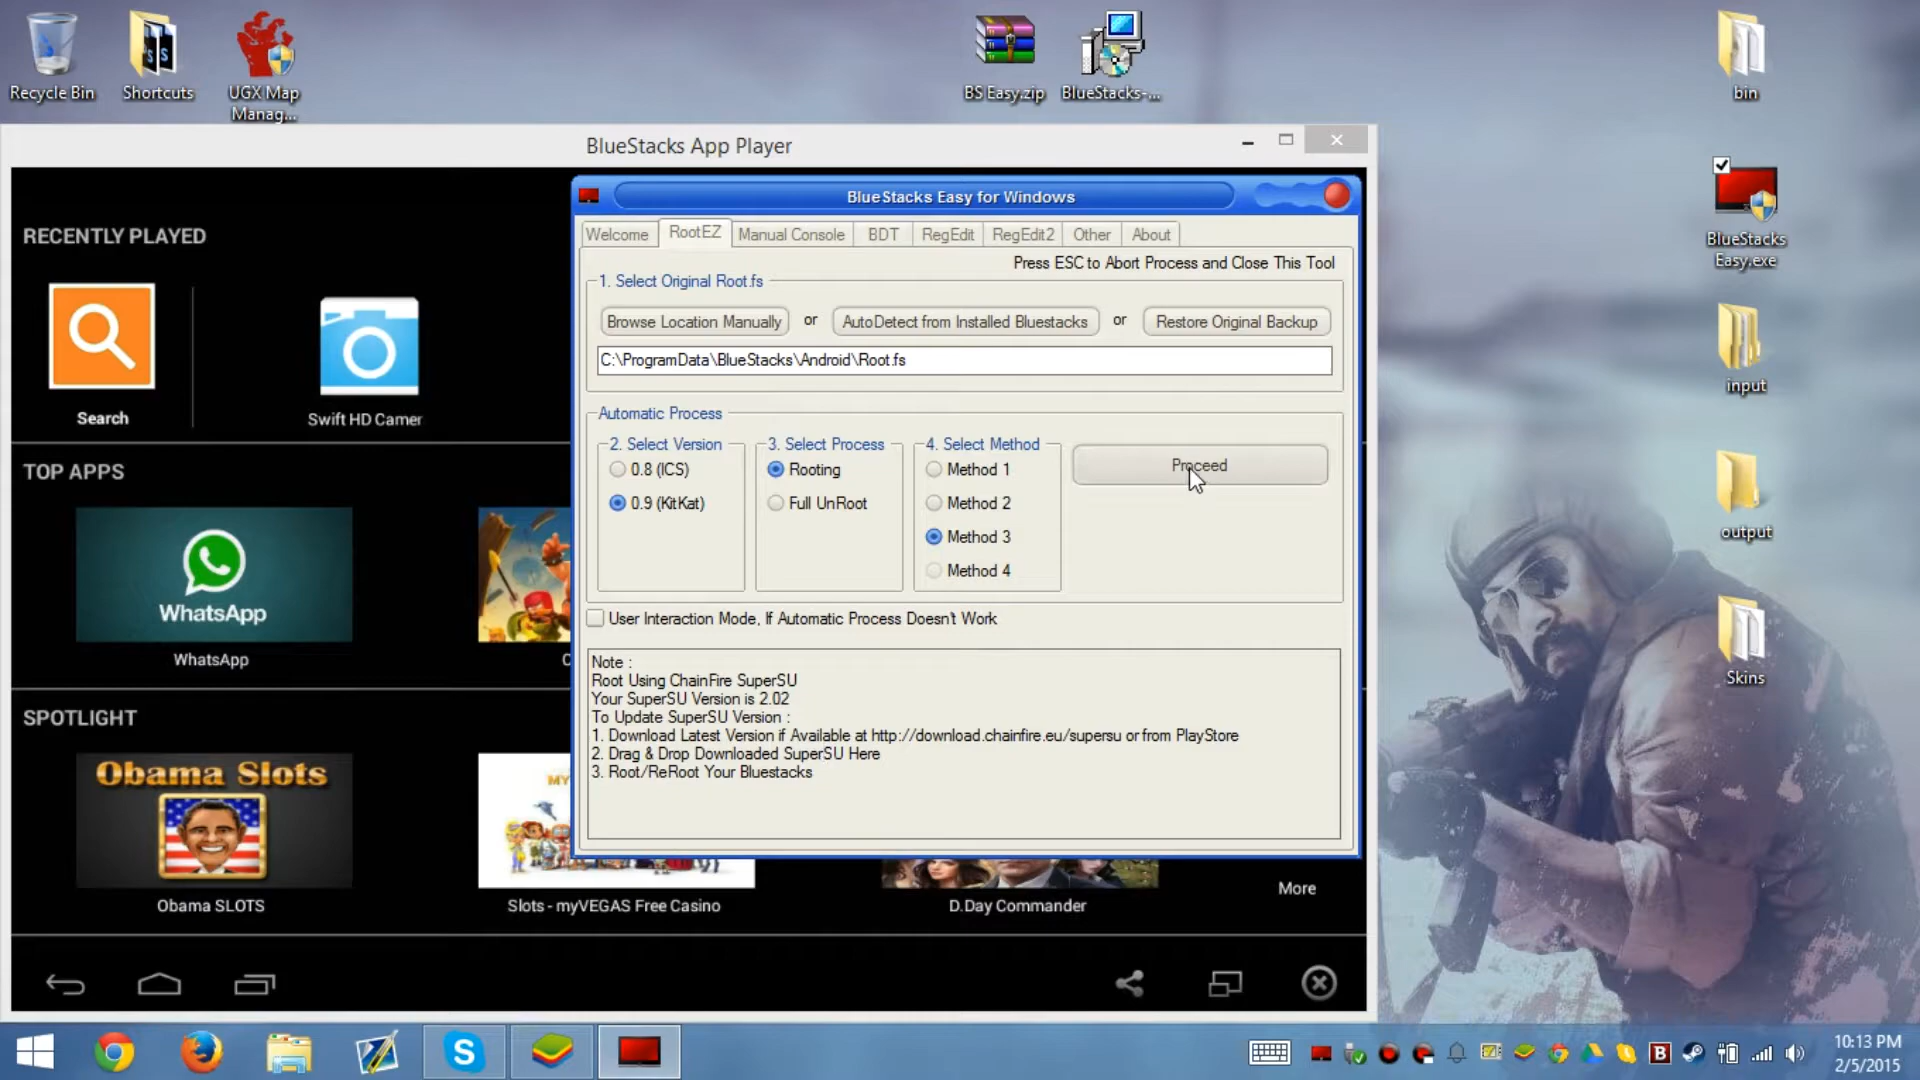 Recycle Bin
Shortcuts
UGX Map
Manag...
BS Easy.zip
BlueStacks-...
bin
BlueStacks App Player
BlueStacks Easy for Windows
Welcome
RootEZ
Manual Console
BDT
RegEdit
RegEdit2
Other
About
Press ESC to Abort Process and Close This Tool
1. Select Original Root.fs
Browse Location Manually
or
AutoDetect from Installed Bluestacks
or
Restore Original Backup
C:\ProgramData\BlueStacks\Android\Root.fs
Automatic Process
2. Select Version
0.8 (ICS)
0.9 (KitKat)
3. Select Process
Rooting
Full UnRoot
4. Select Method
Method 1
Method 2
Method 3
Method 4
Proceed
User Interaction Mode, If Automatic Process Doesn't Work
Note :
Root Using ChainFire SuperSU
Your SuperSU Version is 2.02
To Update SuperSU Version :
1. Download Latest Version if Available at http://download.chainfire.eu/supersu or from PlayStore
2. Drag & Drop Downloaded SuperSU Here
3. Root/ReRoot Your Bluestacks
RECENTLY PLAYED
Search
Swift HD Camer
TOP APPS
WhatsApp
WhatsApp
SPOTLIGHT
Obama Slots
MY
Obama SLOTS
Slots - myVEGAS Free Casino
D.Day Commander
More
BlueStacks
Easy.exe
input
output
Skins
10:13 PM
2/5/2015